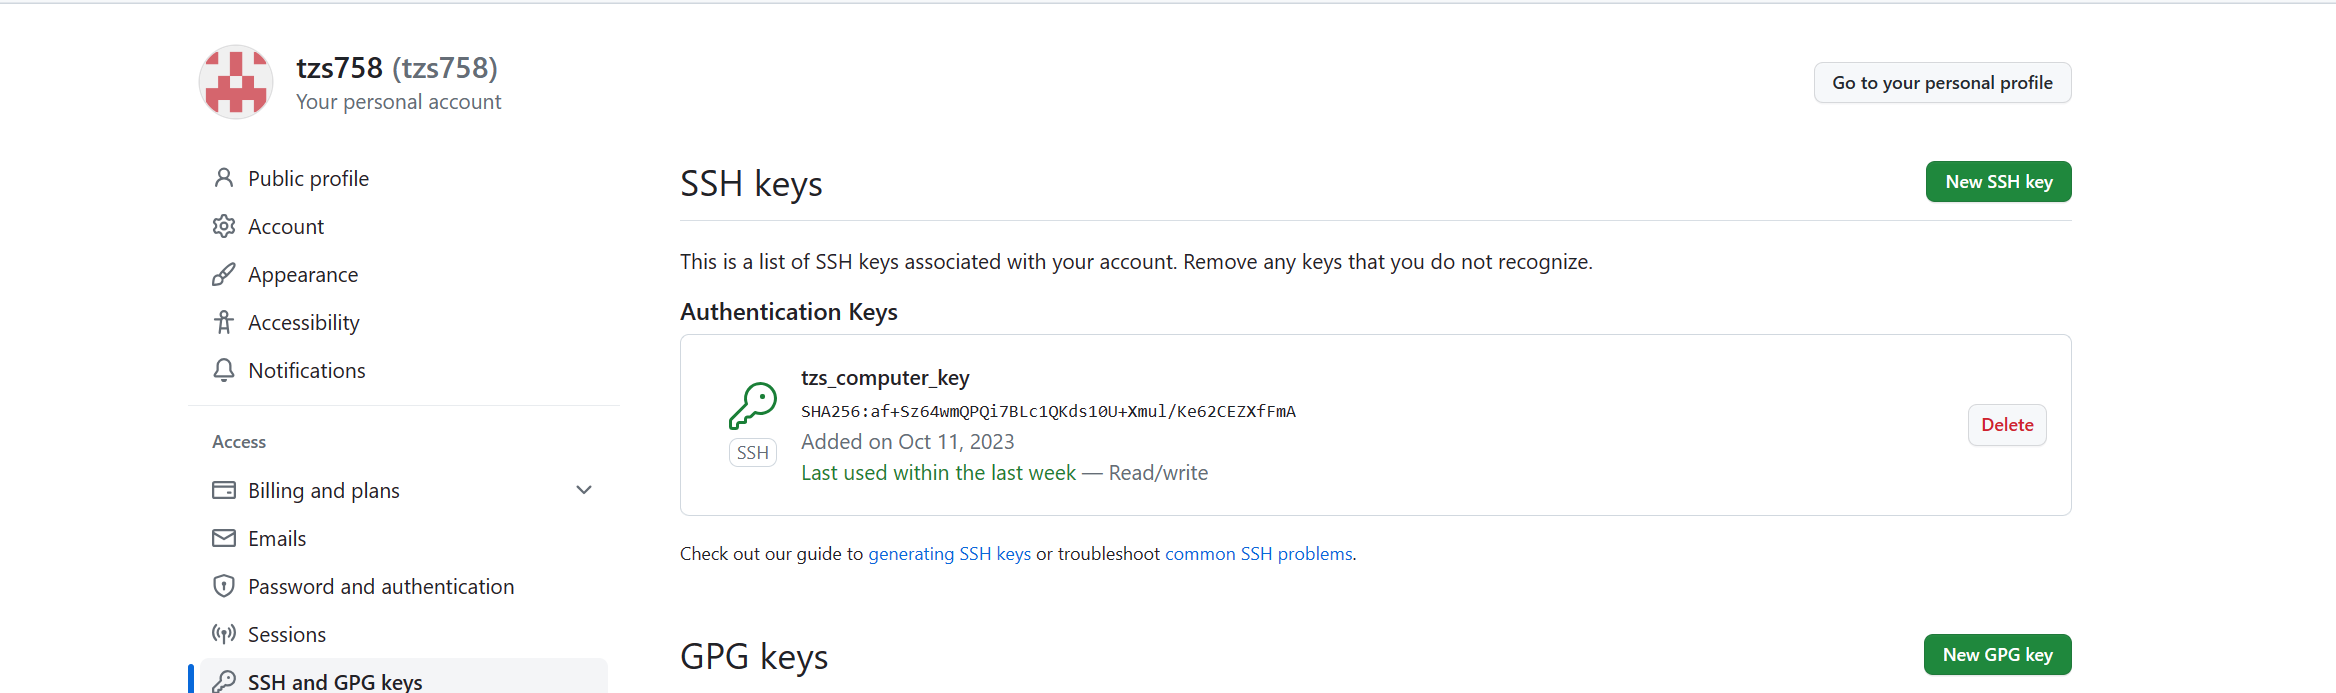 tzs758 (tzs758)
Your personal account
Go to your personal profile
Public profile
Account
Appearance
Accessibility
Notifications
Access
Billing and plans
Emails
Password and authentication
Sessions
SSH and GPG keys
SSH keys
New SSH key
This is a list of SSH keys associated with your account. Remove any keys that you do not recognize.
Authentication Keys
tzs_computer_key
SHA256:af+Sz64wmQPQi7BLc1QKds10U+Xmul/Ke62CEZXfFmA
Added on Oct 11, 2023
Last used within the last week — Read/write
SSH
Delete
Check out our guide to generating SSH keys or troubleshoot common SSH problems.
GPG keys
New GPG key